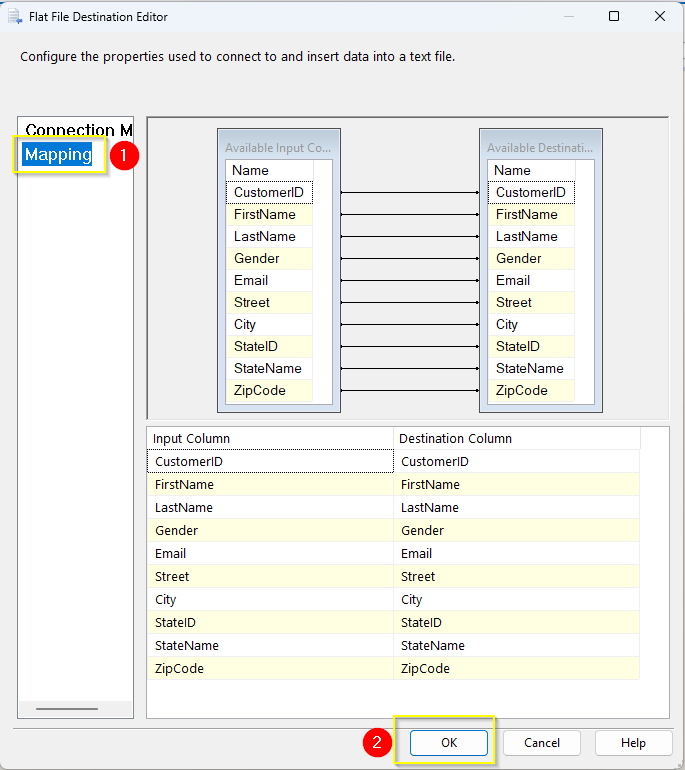 Flat File Destination Editor
Configure the properties used to connect to and insert data into a text file.
Connection M
Mapping
1
Available Input Co...
Name
CustomerID
FirstName
LastName
Gender
Email
Street
City
StateID
StateName
ZipCode
Available Destinati...
Name
CustomerID
FirstName
LastName
Gender
Email
Street
City
StateID
StateName
ZipCode
Input Column Destination Column
CustomerID CustomerID
FirstName FirstName
LastName LastName
Gender Gender
Email Email
Street Street
City City
StateID StateID
StateName StateName
ZipCode ZipCode
2
OK Cancel Help